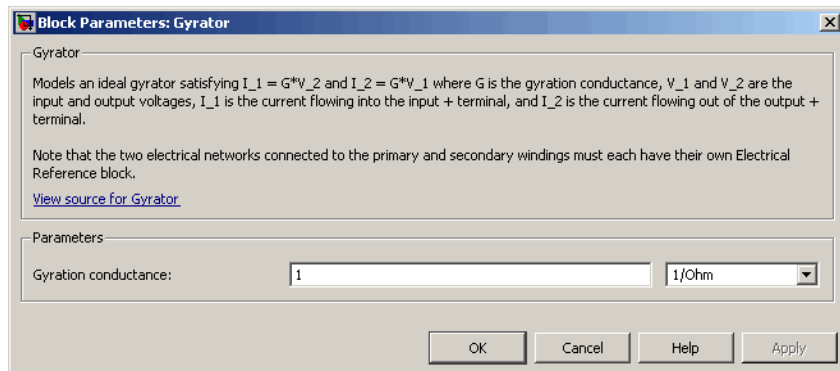 Block Parameters: Gyrator
Gyrator
Models an ideal gyrator satisfying I_1 = G*V_2 and I_2 = G*V_1 where G is the gyration conductance, V_1 and V_2 are the
input and output voltages, I_1 is the current flowing into the input + terminal, and I_2 is the current flowing out of the output +
terminal.
Note that the two electrical networks connected to the primary and secondary windings must each have their own Electrical
Reference block.
View source for Gyrator
Parameters
Gyration conductance: 1 1/Ohm
OK Cancel Help Apply